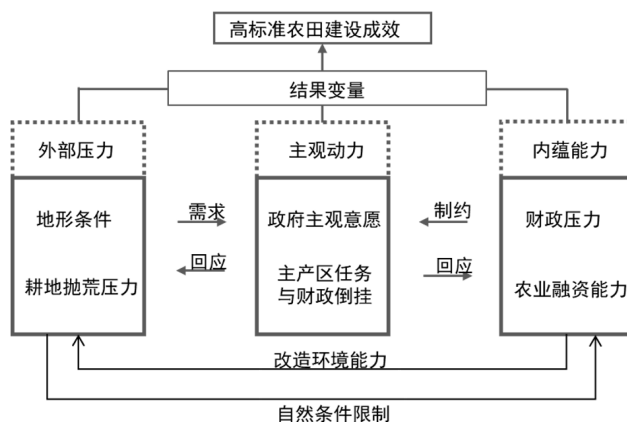 高标准农田建设成效
结果变量
外部压力
主观动力
内蕴能力
地形条件
需求
政府主观意愿
制约
财政压力
耕地抛荒压力
回应
主产区任务
与财政倒挂
回应
农业融资能力
改造环境能力
自然条件限制